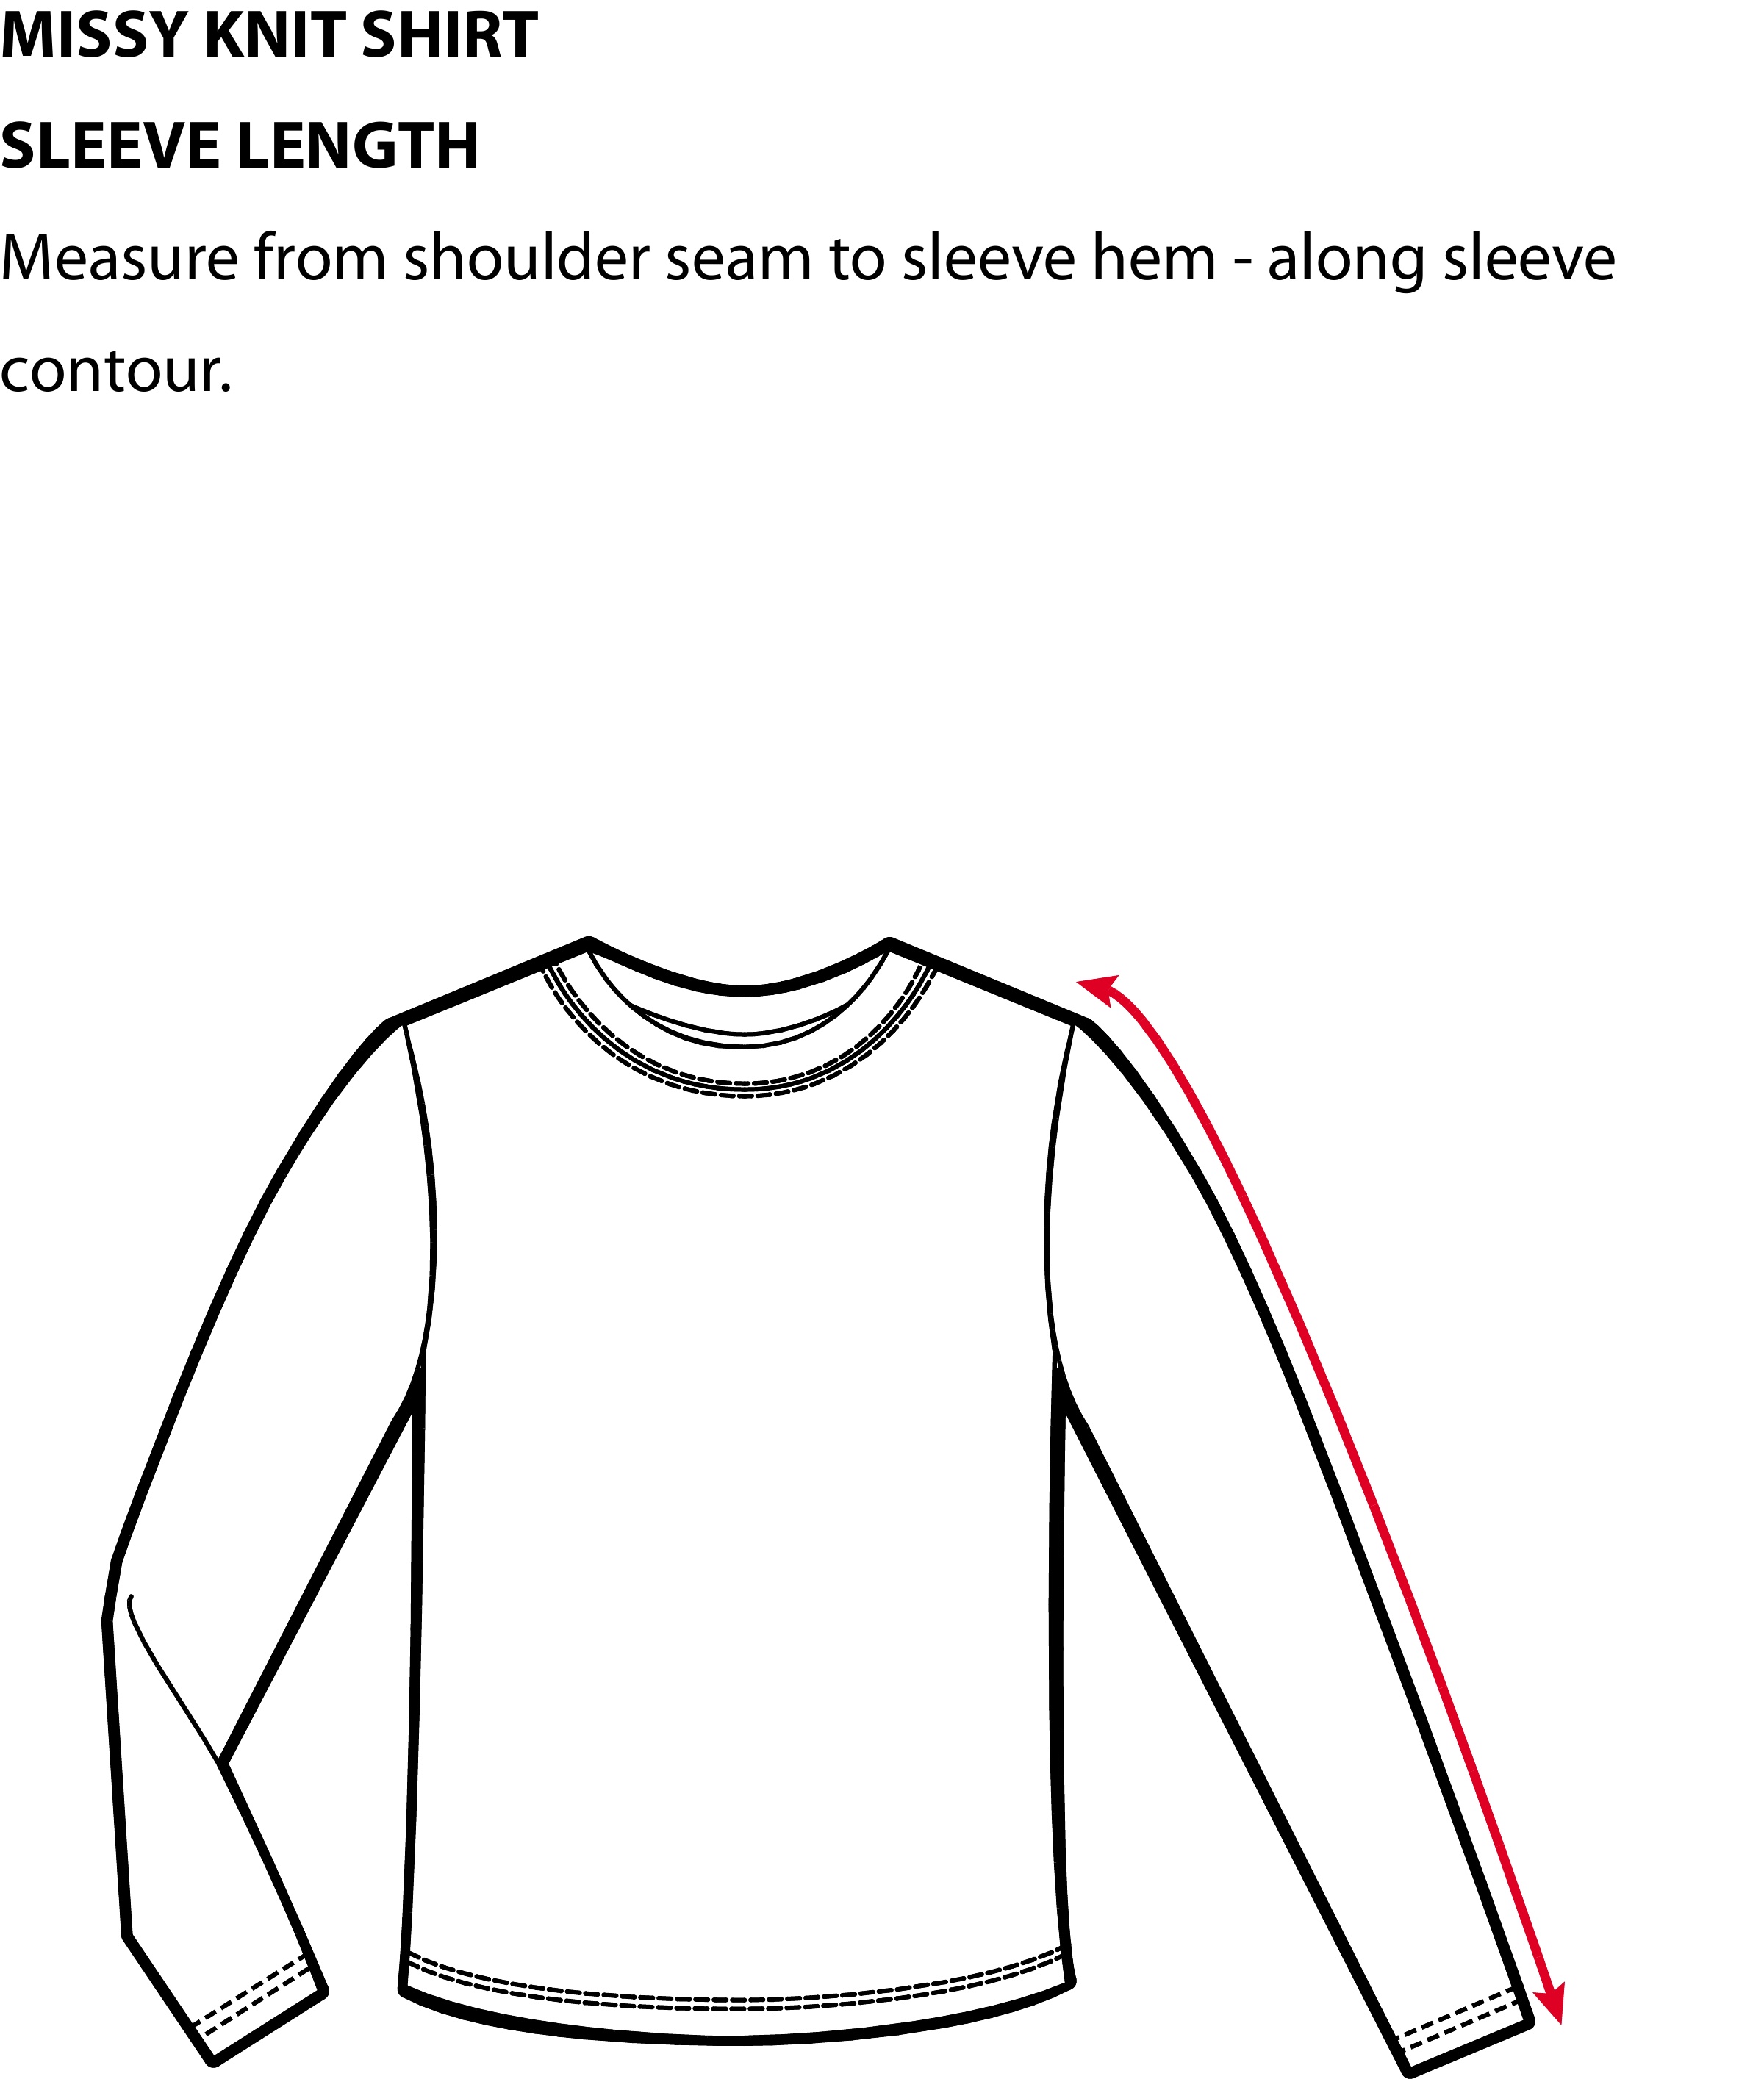 MISSY KNIT SHIRT
SLEEVE LENGTH
Measure from shoulder seam to sleeve hem - along sleeve
contour.